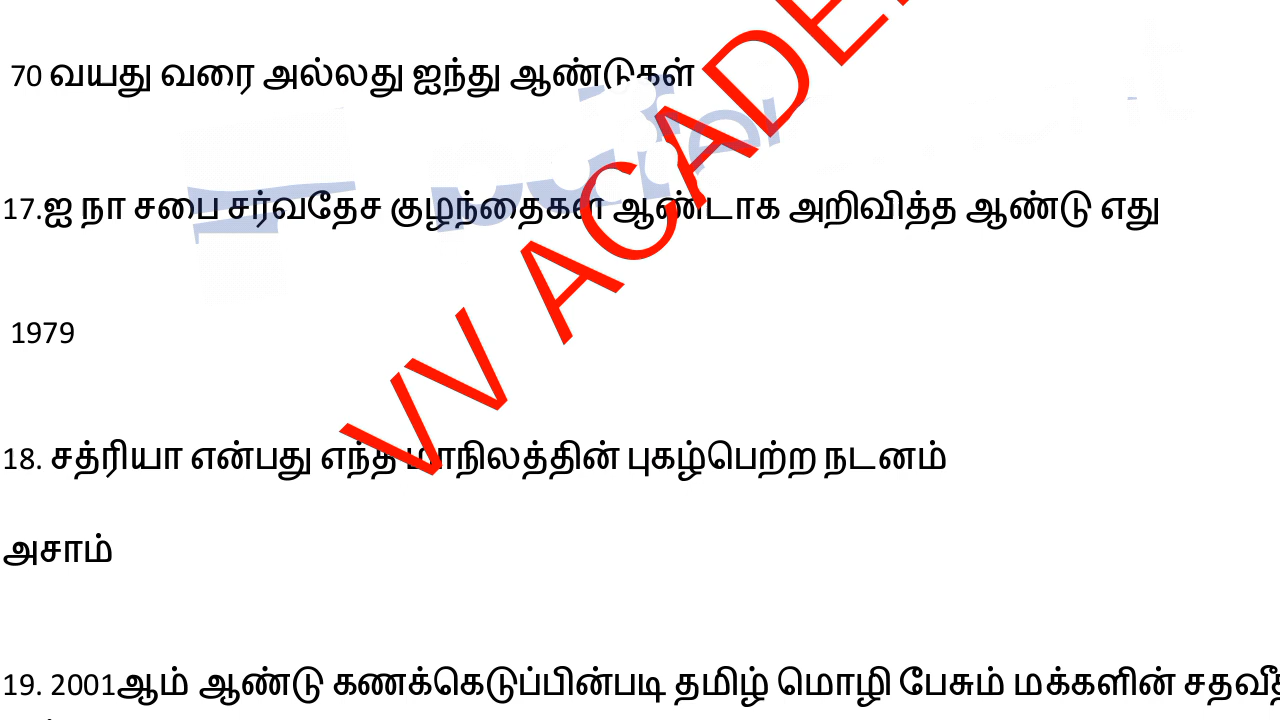 70 வயது வரை அல்லது ஐந்து ஆண்டுகள்
17.ஐ நா சபை சர்வதேச குழந்தைகள் ஆண்டாக அறிவித்த ஆண்டு எது
1979
18. சத்ரியா என்பது எந்த மாநிலத்தின் புகழ்பெற்ற நடனம்
அசாம்
19. 2001ஆம் ஆண்டு கணக்கெடுப்பின்படி தமிழ் மொழி பேசும் மக்களின்
VV ACADE